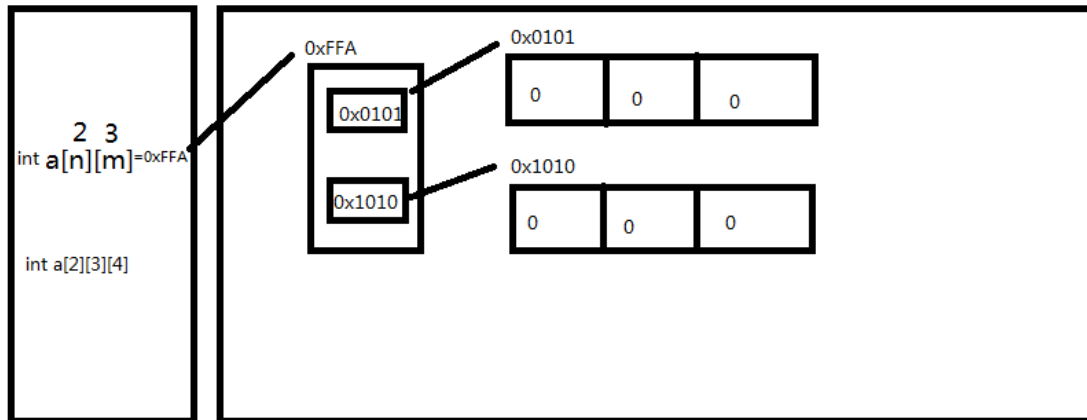 2 3
int a[n][m]=0xFFA
int a[2][3][4]
0xFFA
0x0101
0x1010
0x0101
0 0 0
0x1010
0 0 0